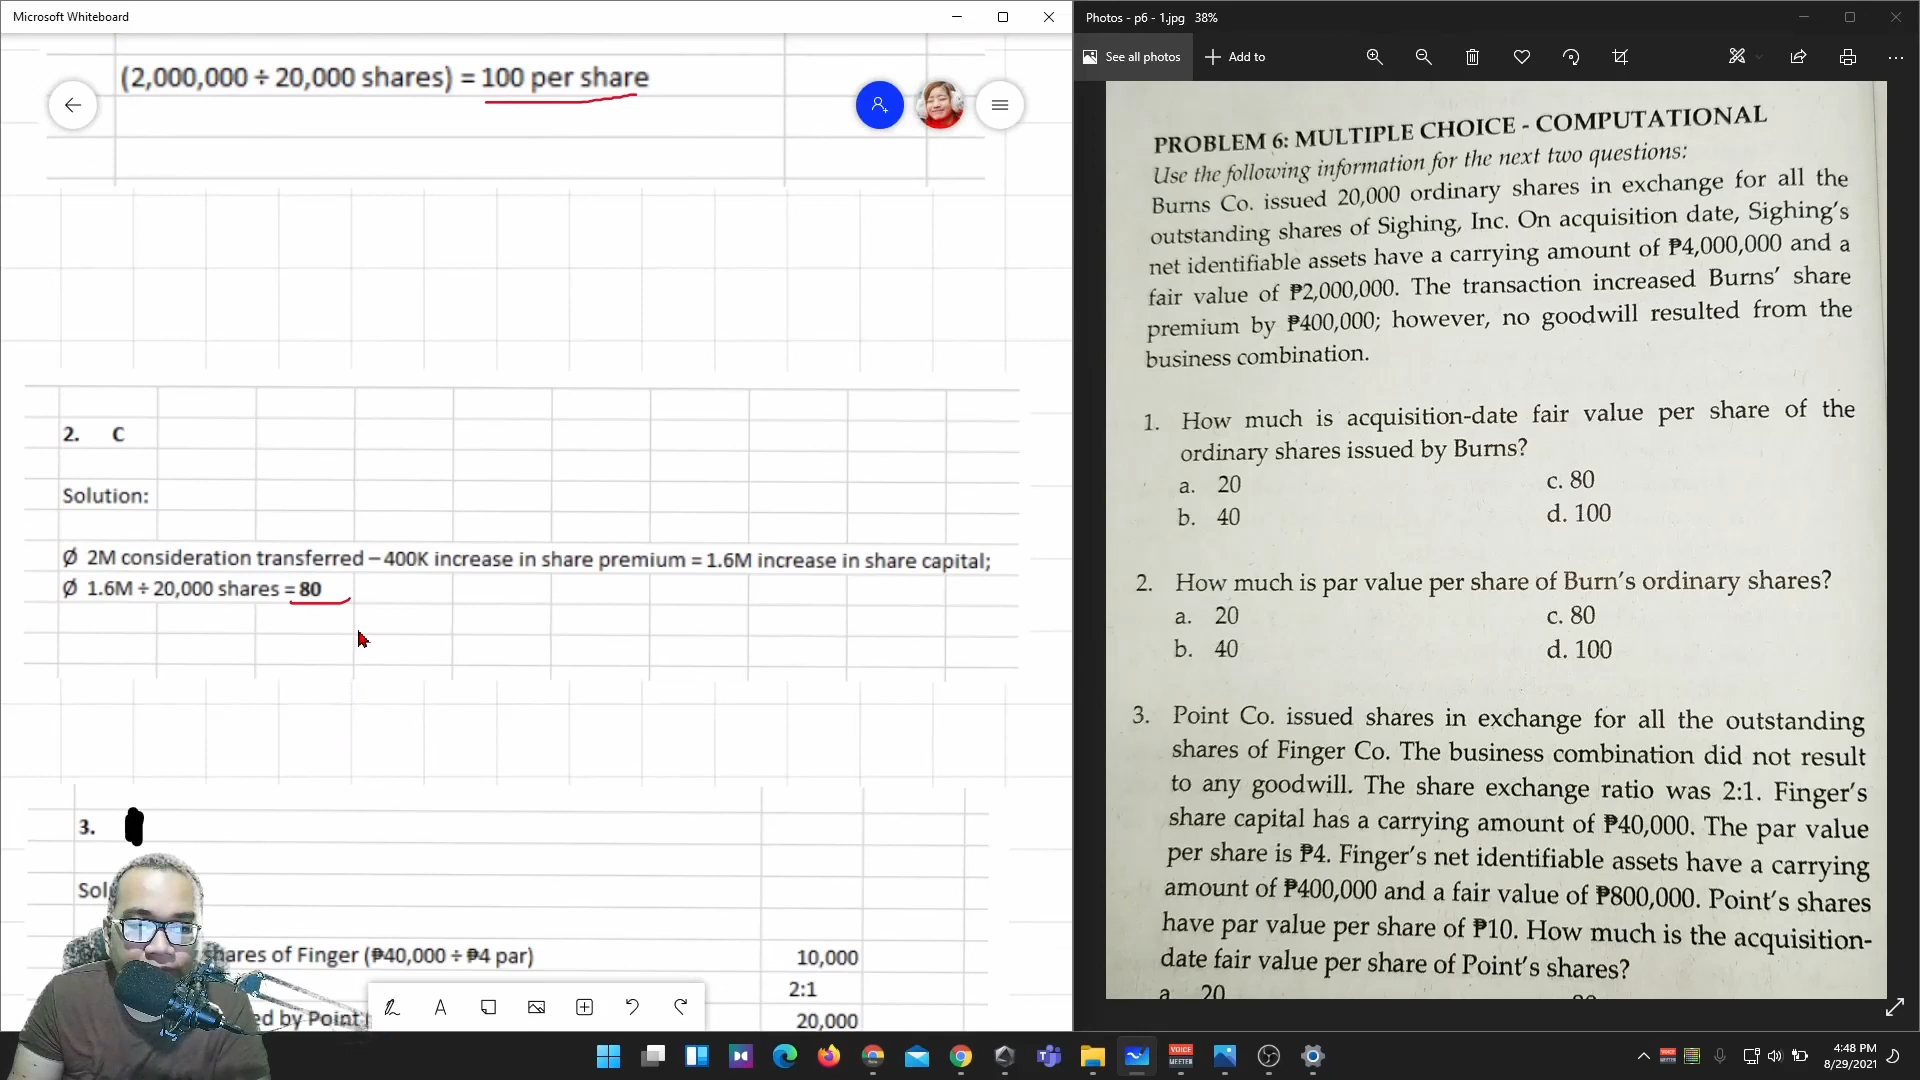 Microsoft Whiteboard
(2,000,000 ÷ 20,000 shares) = 100 per share
2. C
Solution:
Ø 2M consideration transferred – 400K increase in share premium = 1.6M increase in share capital;
Ø 1.6M ÷ 20,000 shares = 80
3.
Sol
shares of Finger (₱40,000 ÷ ₱4 par) 10,000
2:1
ed by Point 20,000
Photos - p6 - 1.jpg 38%
See all photos
Add to
PROBLEM 6: MULTIPLE CHOICE - COMPUTATIONAL
Use the following information for the next two questions:
Burns Co. issued 20,000 ordinary shares in exchange for all the
outstanding shares of Sighing, Inc. On acquisition date, Sighing's
net identifiable assets have a carrying amount of ₱4,000,000 and a
fair value of ₱2,000,000. The transaction increased Burns' share
premium by ₱400,000; however, no goodwill resulted from the
business combination.
1. How much is acquisition-date fair value per share of the
ordinary shares issued by Burns?
a. 20 c. 80
b. 40 d. 100
2. How much is par value per share of Burn's ordinary shares?
a. 20 c. 80
b. 40 d. 100
3. Point Co. issued shares in exchange for all the outstanding
shares of Finger Co. The business combination did not result
to any goodwill. The share exchange ratio was 2:1. Finger's
share capital has a carrying amount of ₱40,000. The par value
per share is ₱4. Finger's net identifiable assets have a carrying
amount of ₱400,000 and a fair value of ₱800,000. Point's shares
have par value per share of ₱10. How much is the acquisition-
date fair value per share of Point's shares?
a. 20
VOICE MEETER
4:48 PM
8/29/2021